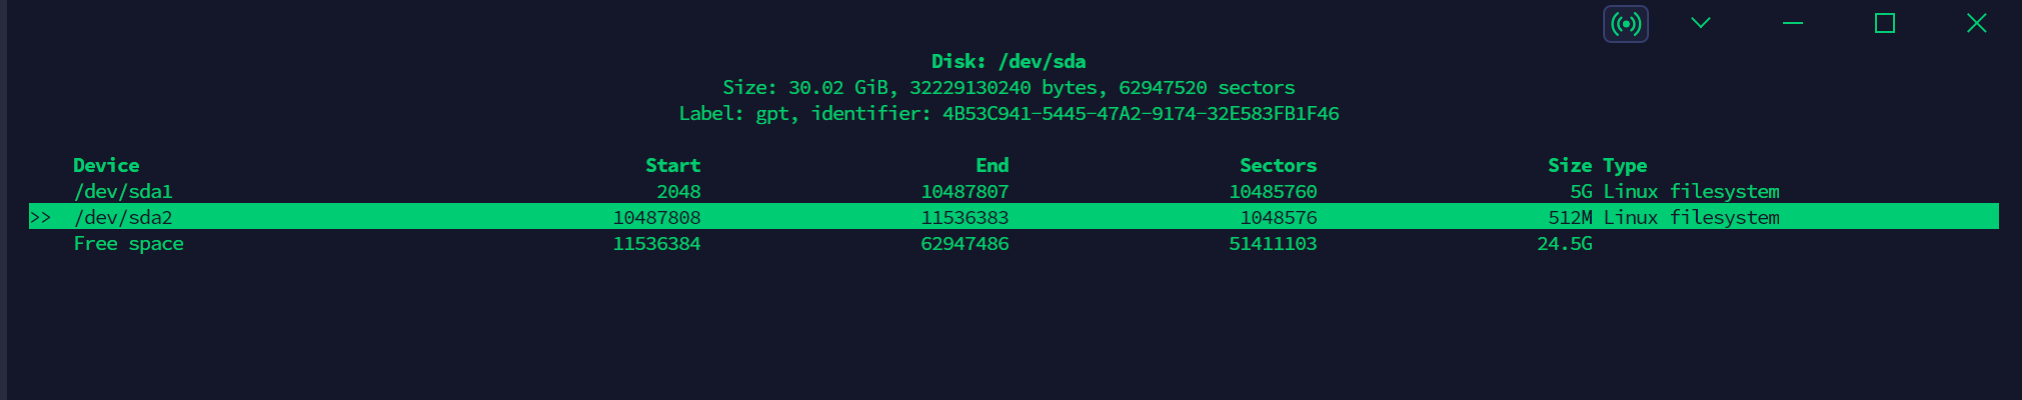 Disk: /dev/sda
Size: 30.02 GiB, 32229130240 bytes, 62947520 sectors
Label: gpt, identifier: 4B53C941-5445-47A2-9174-32E583FB1F46
Device Start End Sectors Size Type
/dev/sda1 2048 10487807 10485760 5G Linux filesystem
>> /dev/sda2 10487808 11536383 1048576 512M Linux filesystem
Free space 11536384 62947486 51411103 24.5G